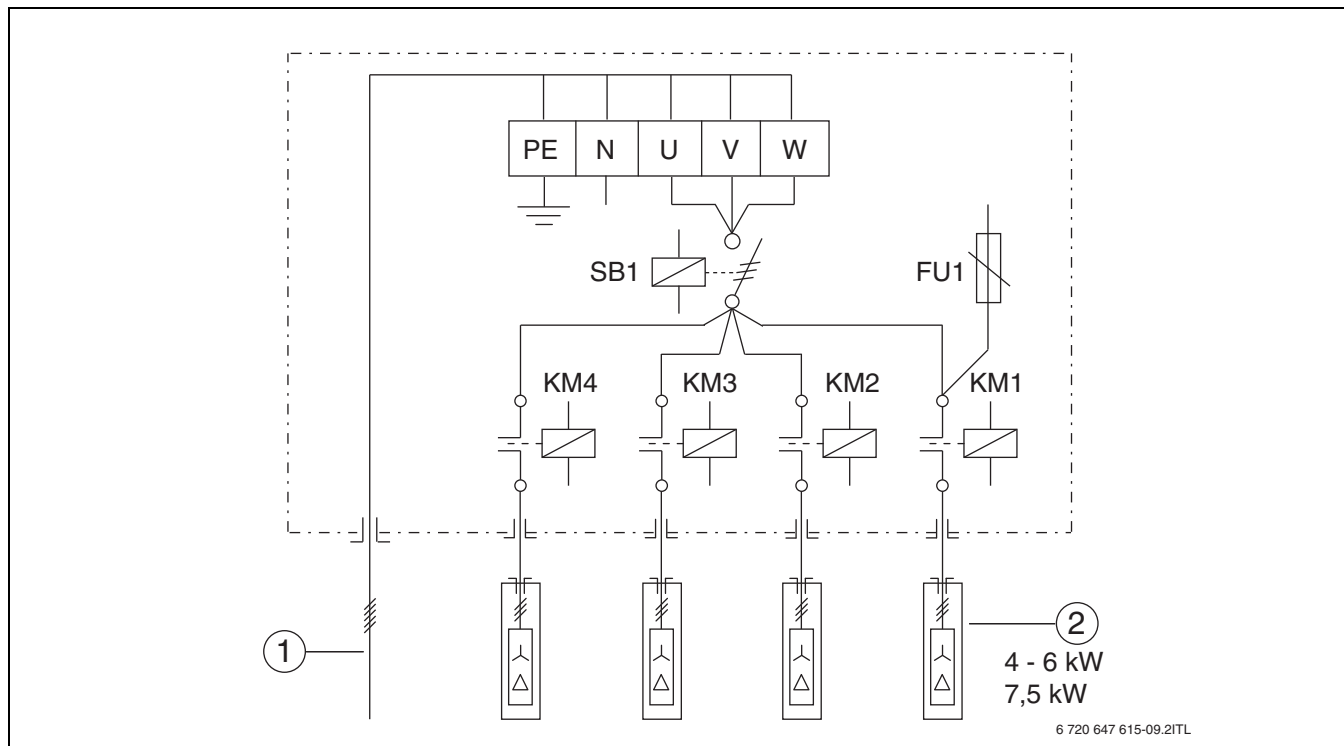 PE N U V W
SB1
FU1
KM4 KM3 KM2 KM1
1
2
4 - 6 kW
7,5 kW
6 720 647 615-09.2ITL